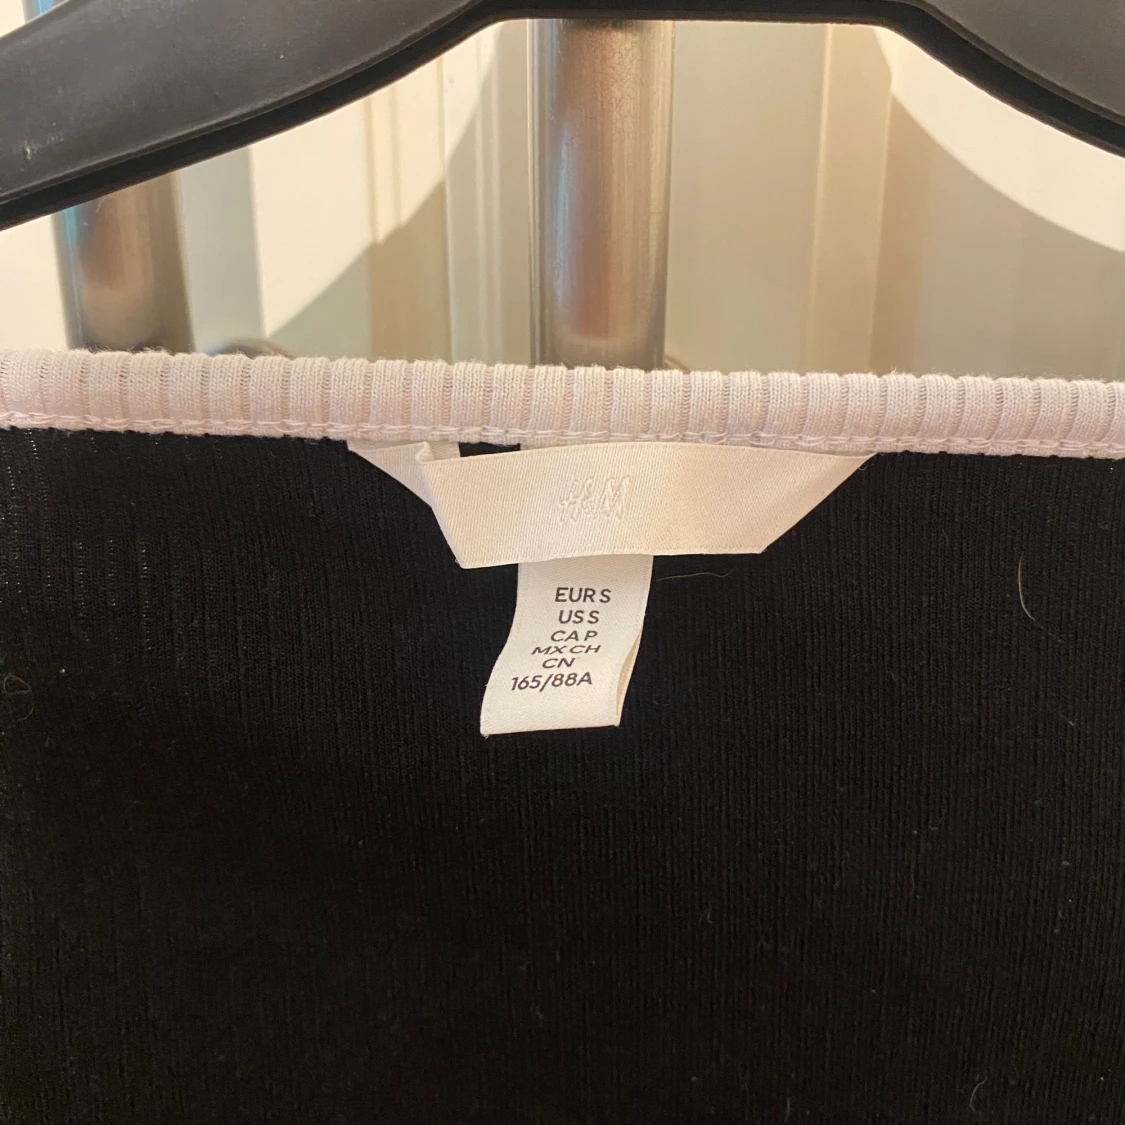 H&M
EUR S
US S
CA P
MX CH
CN
165/88A